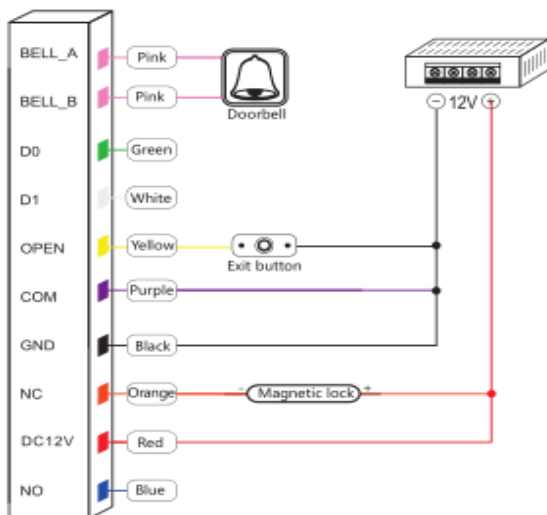 BELL_A Pink
BELL_B Pink
Doorbell
− 12V +
D0 Green
D1 White
OPEN Yellow
Exit button
COM Purple
GND Black
NC Orange - Magnetic lock +
DC12V Red
NO Blue